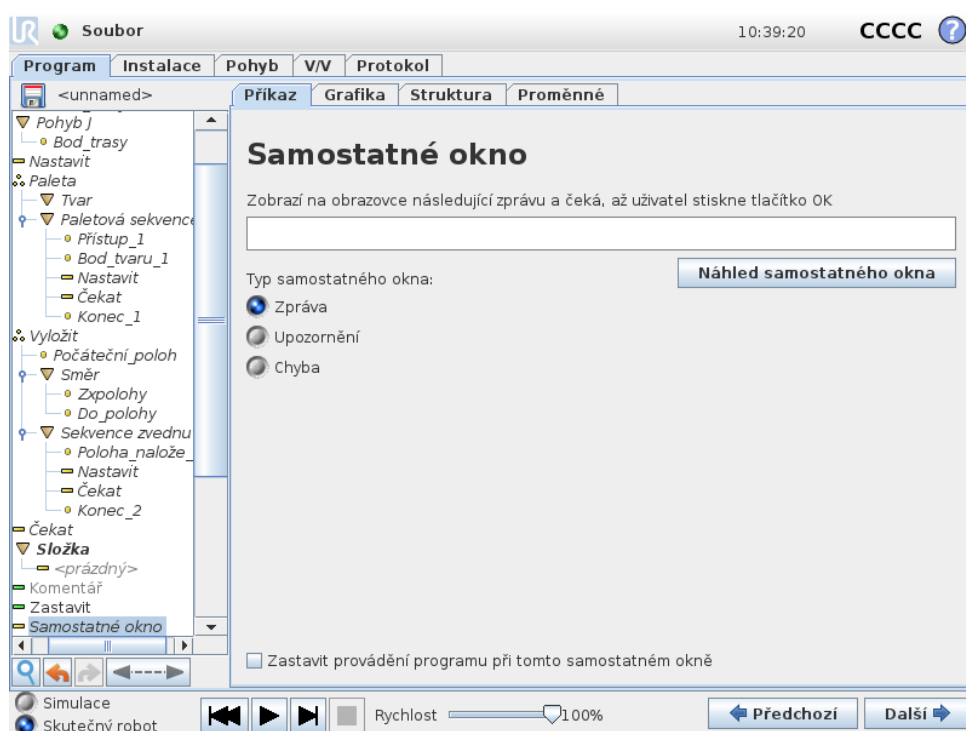 UR Soubor 10:39:20 CCCC ?
Program Instalace Pohyb V/V Protokol
<unnamed>
Příkaz Grafika Struktura Proměnné
Pohyb J
Bod_trasy
Nastavit
Paleta
Tvar
Paletová sekvence
Přístup_1
Bod_tvaru_1
Nastavit
Čekat
Konec_1
Vyložit
Počáteční_poloh
Směr
Zxpolohy
Do_polohy
Sekvence zvednu
Poloha_nalože_
Nastavit
Čekat
Konec_2
Čekat
Složka
<prázdný>
Komentář
Zastavit
Samostatné okno
Samostatné okno
Zobrazí na obrazovce následující zprávu a čeká, až uživatel stiskne tlačítko OK
Náhled samostatného okna
Typ samostatného okna:
Zpráva
Upozornění
Chyba
Zastavit provádění programu při tomto samostatném okně
Simulace
Skutečný robot
Rychlost 100%
Předchozí Další